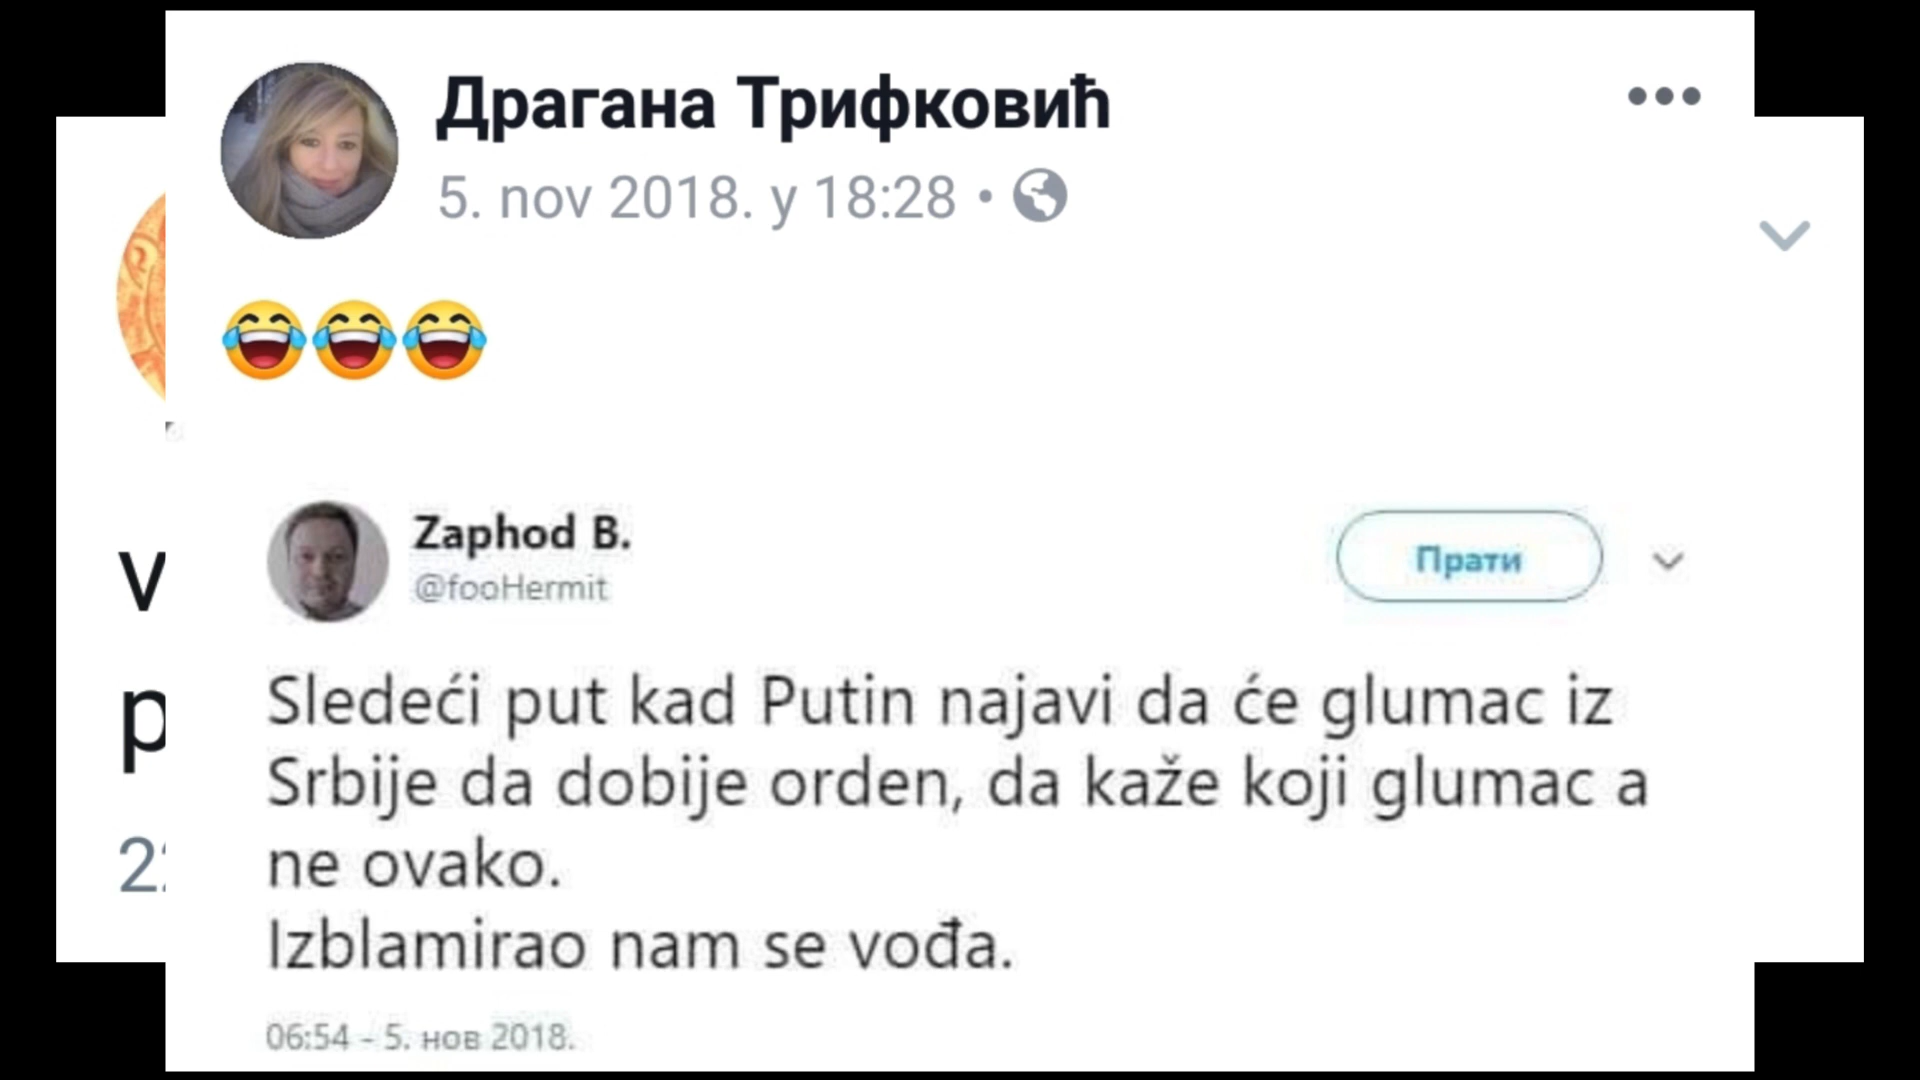 Драгана Трифковић
5. nov 2018. у 18:28
Zaphod B.
@fooHermit
Прати
Sledeći put kad Putin najavi da će glumac iz
Srbije da dobije orden, da kaže koji glumac a
ne ovako.
Izblamirao nam se vođa.
06:54 - 5. нов 2018.